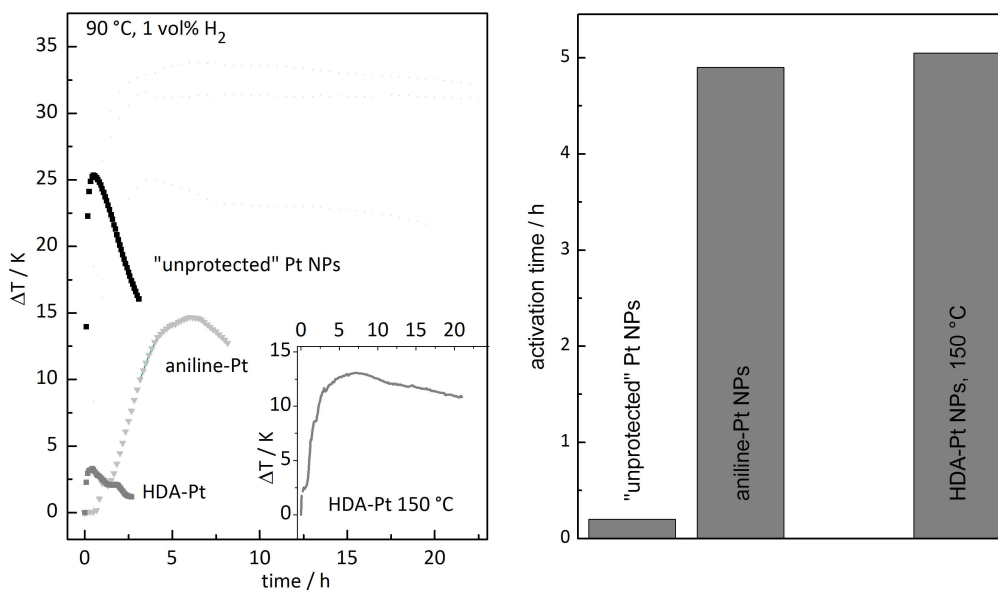 90 °C, 1 vol% H₂
35
30
25
20
15
10
5
0
ΔT / K
"unprotected" Pt NPs
aniline-Pt
HDA-Pt
0 5 10 15 20
time / h
0 5 10 15 20
15
10
5
0
ΔT / K
HDA-Pt 150 °C
5
4
3
2
1
0
activation time / h
"unprotected" Pt NPs
aniline-Pt NPs
HDA-Pt NPs, 150 °C